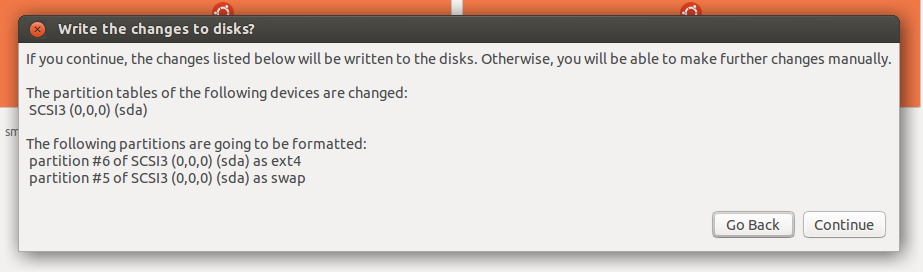 Write the changes to disks?
If you continue, the changes listed below will be written to the disks. Otherwise, you will be able to make further changes manually.
The partition tables of the following devices are changed:
SCSI3 (0,0,0) (sda)
The following partitions are going to be formatted:
partition #6 of SCSI3 (0,0,0) (sda) as ext4
partition #5 of SCSI3 (0,0,0) (sda) as swap
Go Back Continue